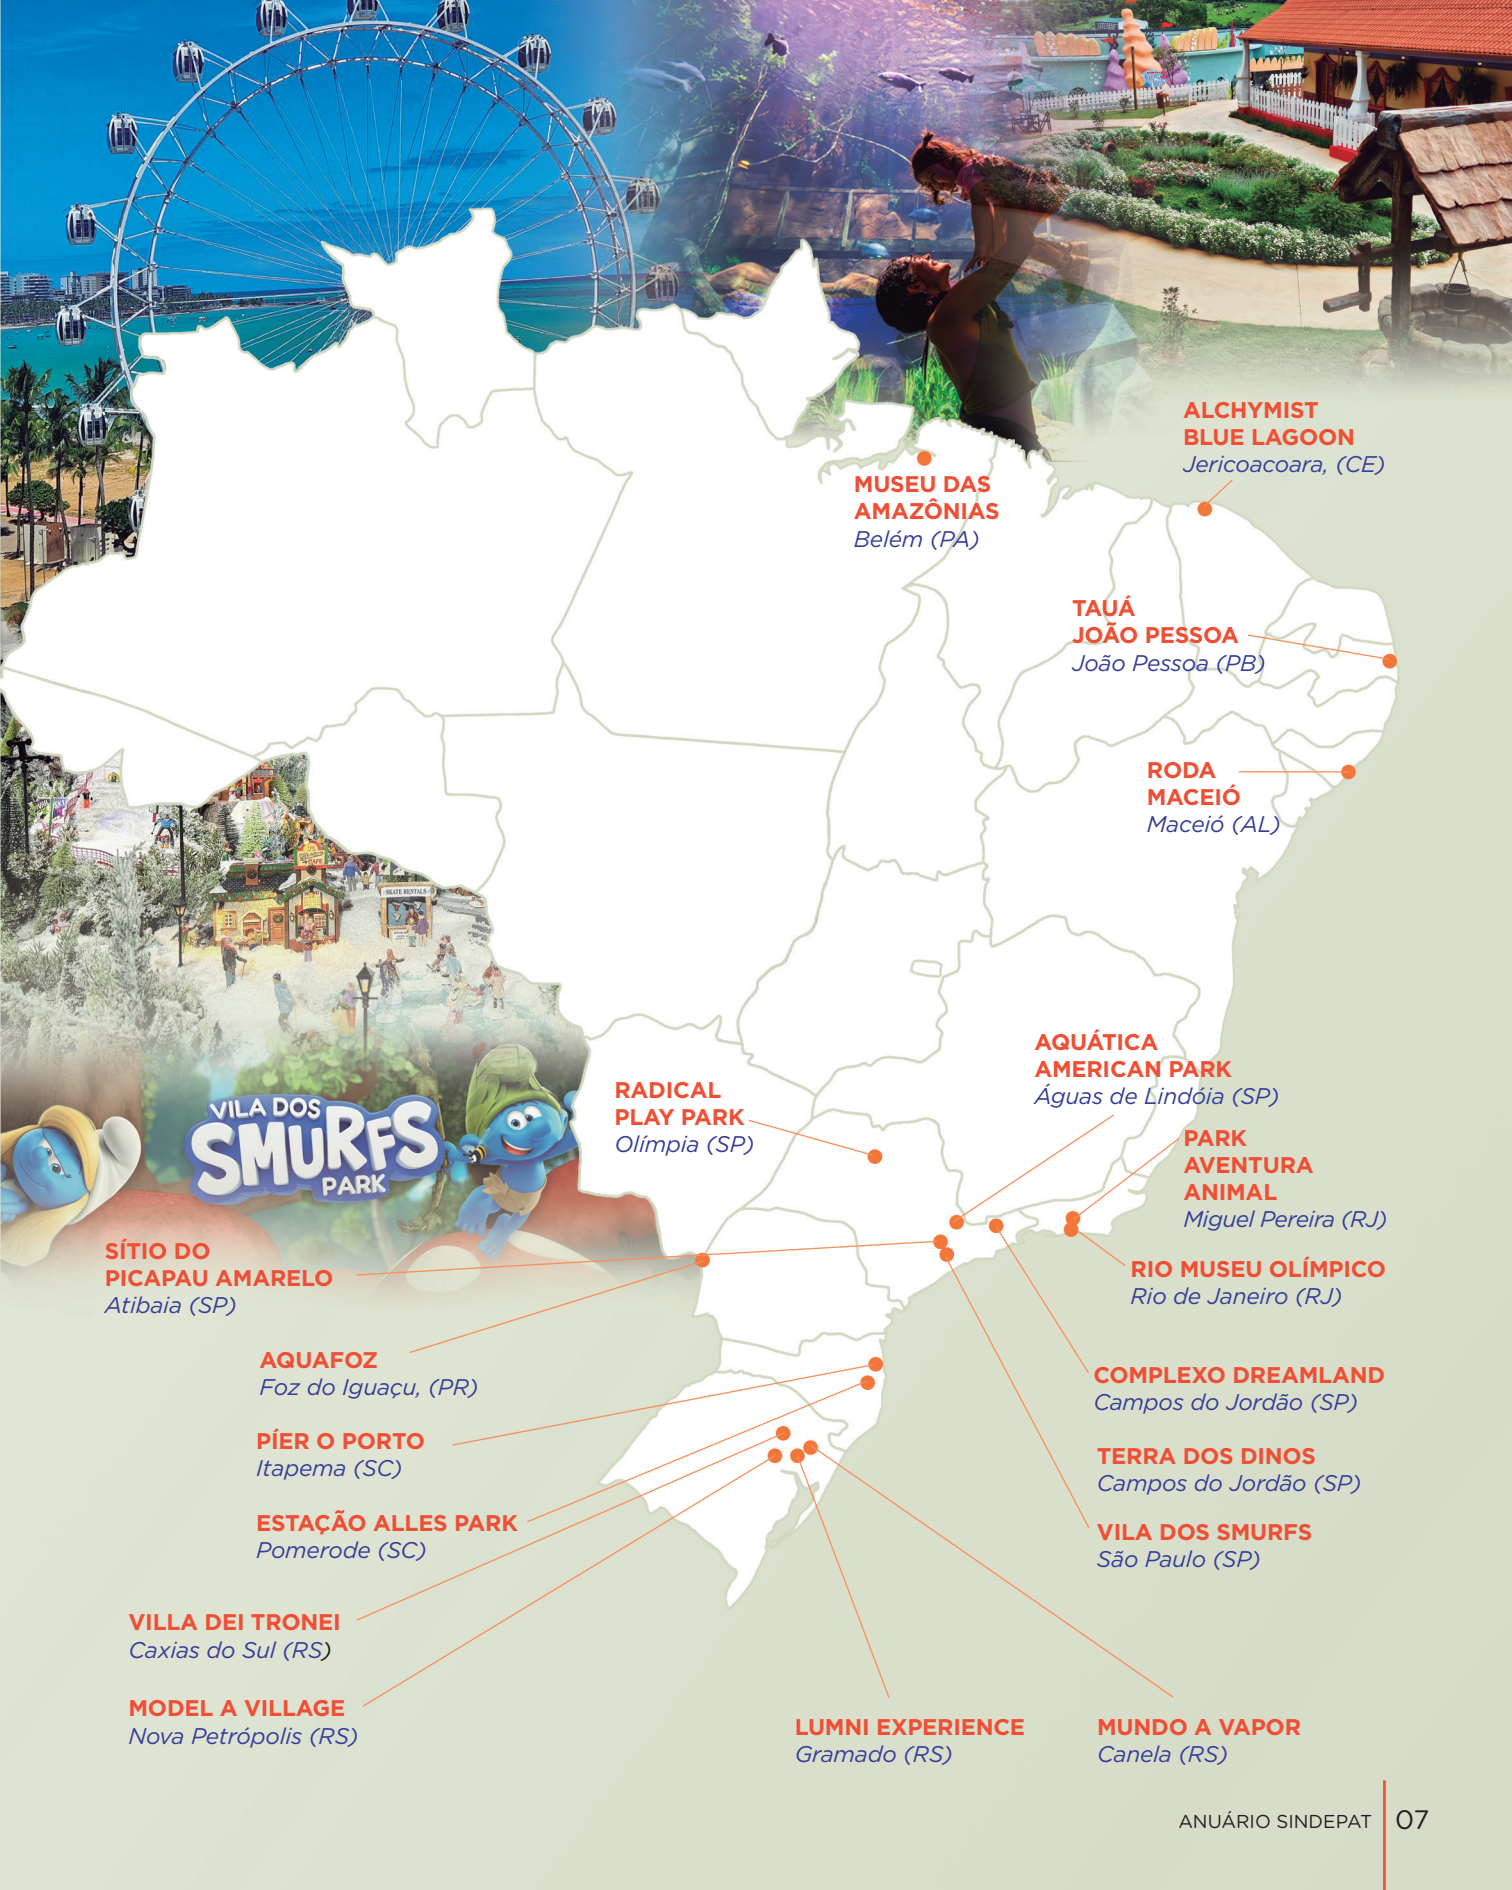 SKATE RENTALS
ALCHYMIST
BLUE LAGOON
Jericoacoara, (CE)
MUSEU DAS
AMAZÔNIAS
Belém (PA)
TAUÁ
JOÃO PESSOA
João Pessoa (PB)
RODA
MACEIÓ
Maceió (AL)
AQUÁTICA
AMERICAN PARK
Águas de Lindóia (SP)
RADICAL
PLAY PARK
Olímpia (SP)
VILA DOS
SMURFS
PARK
PARK
AVENTURA
ANIMAL
Miguel Pereira (RJ)
SÍTIO DO
PICAPAU AMARELO
Atibaia (SP)
RIO MUSEU OLÍMPICO
Rio de Janeiro (RJ)
AQUAFOZ
Foz do Iguaçu, (PR)
COMPLEXO DREAMLAND
Campos do Jordão (SP)
PÍER O PORTO
Itapema (SC)
TERRA DOS DINOS
Campos do Jordão (SP)
ESTAÇÃO ALLES PARK
Pomerode (SC)
VILA DOS SMURFS
São Paulo (SP)
VILLA DEI TRONEI
Caxias do Sul (RS)
MODEL A VILLAGE
Nova Petrópolis (RS)
LUMNI EXPERIENCE
Gramado (RS)
MUNDO A VAPOR
Canela (RS)
ANUÁRIO SINDEPAT 07